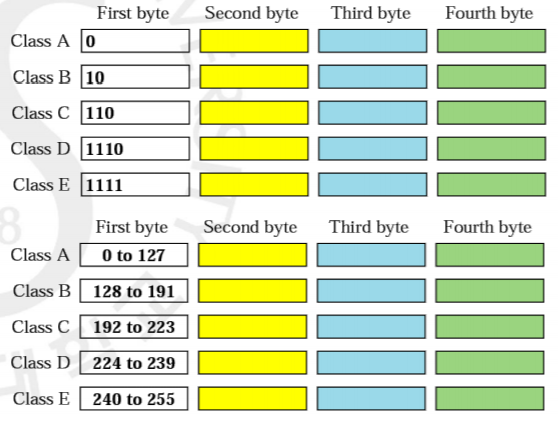 First byte Second byte Third byte Fourth byte
Class A 0
Class B 10
Class C 110
Class D 1110
Class E 1111
First byte Second byte Third byte Fourth byte
Class A 0 to 127
Class B 128 to 191
Class C 192 to 223
Class D 224 to 239
Class E 240 to 255